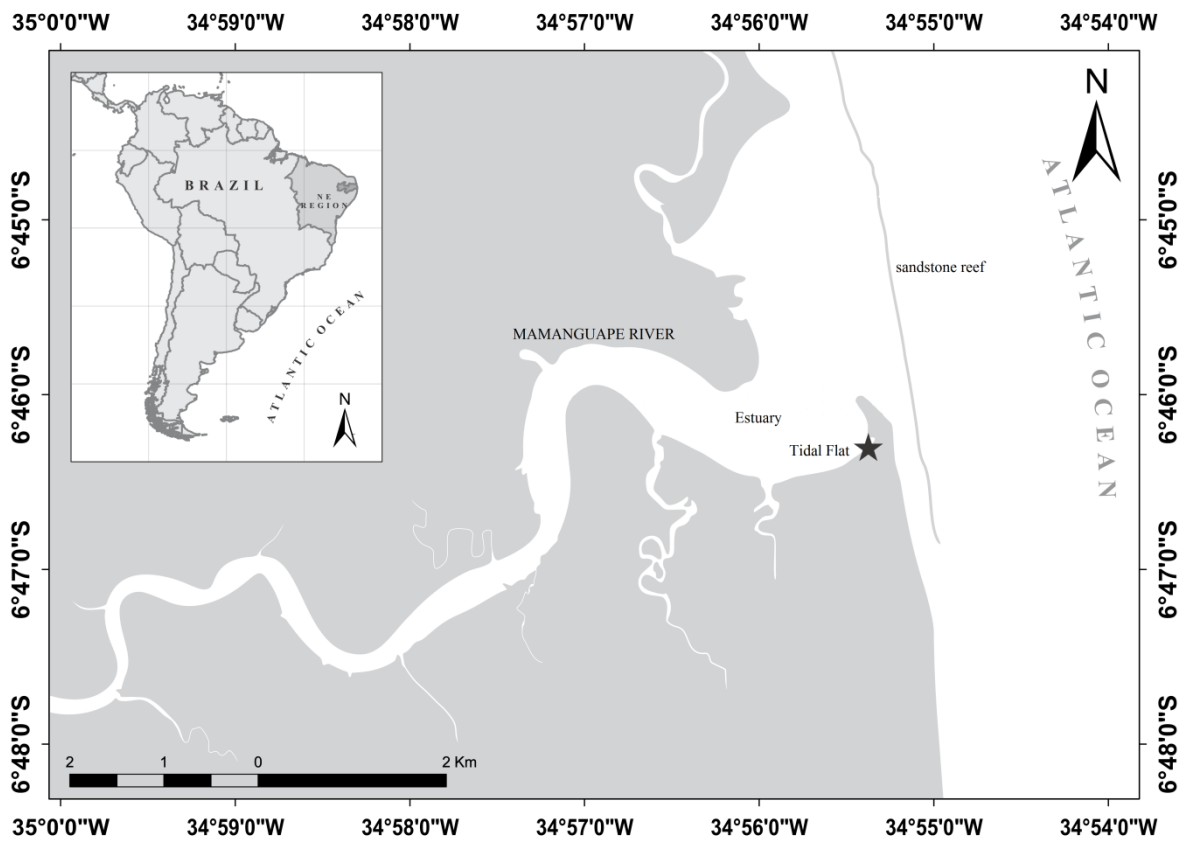 35°0'0"W 34°59'0"W 34°58'0"W 34°57'0"W 34°56'0"W 34°55'0"W 34°54'0"W
N
BRAZIL
NE
REGION
ATLANTIC OCEAN
N
ATLANTIC OCEAN
6°45'0"S
6°45'0"S
sandstone reef
MAMANGUAPE RIVER
6°46'0"S
6°46'0"S
Estuary
Tidal Flat
6°47'0"S
6°47'0"S
6°48'0"S
6°48'0"S
2 1 0 2 Km
35°0'0"W 34°59'0"W 34°58'0"W 34°57'0"W 34°56'0"W 34°55'0"W 34°54'0"W